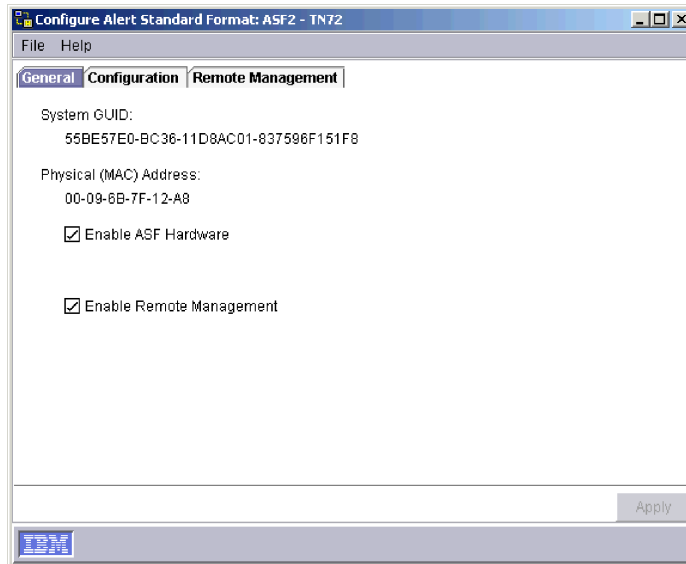 Configure Alert Standard Format: ASF2 - TN72
File Help
General Configuration Remote Management
System GUID:
55BE57E0-BC36-11D8AC01-837596F151F8
Physical (MAC) Address:
00-09-6B-7F-12-A8
Enable ASF Hardware
Enable Remote Management
Apply
IBM